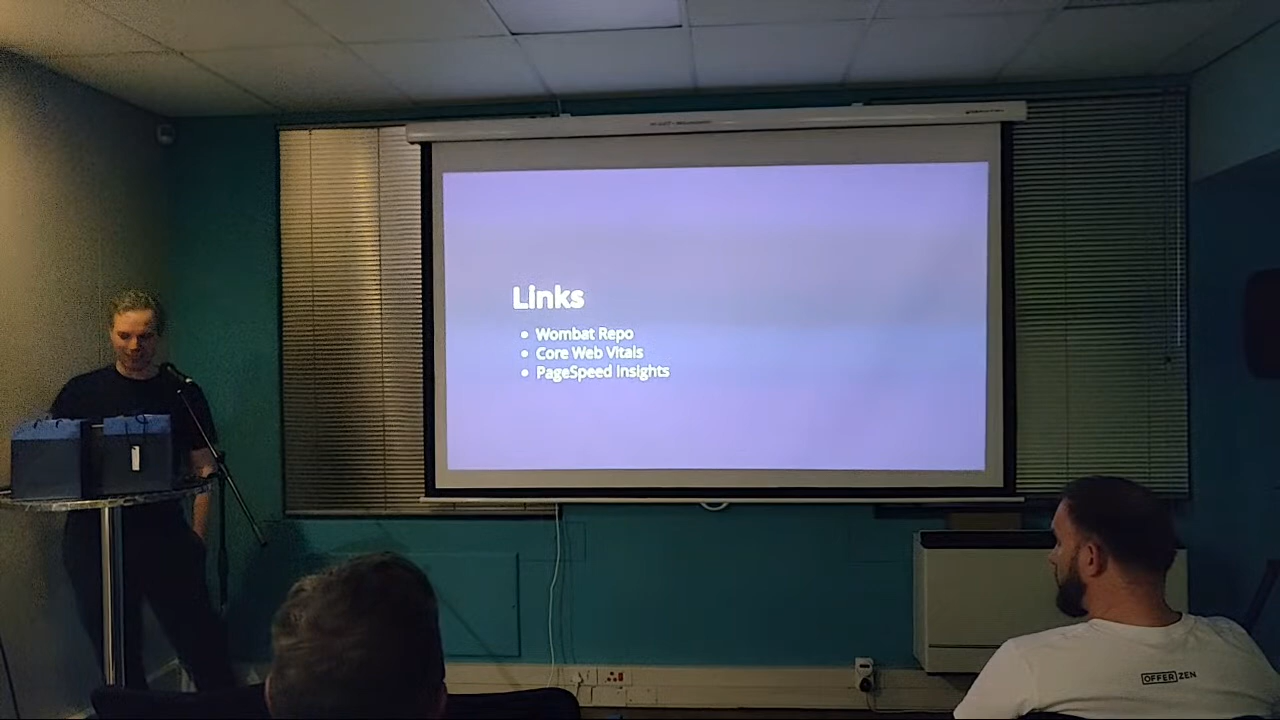 Links
Wombat Repo
Core Web Vitals
PageSpeed Insights
OFFERZEN